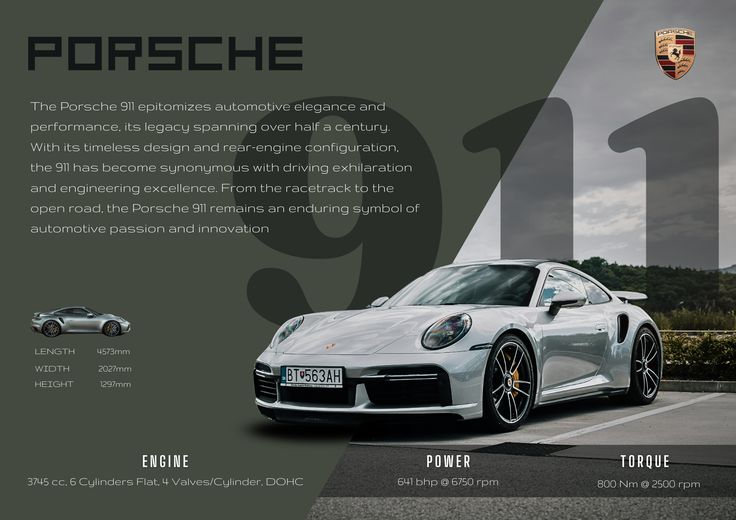 PORSCHE
PORSCHE
911
The Porsche 911 epitomizes automotive elegance and
performance, its legacy spanning over half a century.
With its timeless design and rear-engine configuration,
the 911 has become synonymous with driving exhilaration
and engineering excellence. From the racetrack to the
open road, the Porsche 911 remains an enduring symbol of
automotive passion and innovation
LENGTH 4573mm
WIDTH 2027mm
HEIGHT 1297mm
BT 563AH
ENGINE
3745 cc, 6 Cylinders Flat, 4 Valves/Cylinder, DOHC
POWER
641 bhp @ 6750 rpm
TORQUE
800 Nm @ 2500 rpm